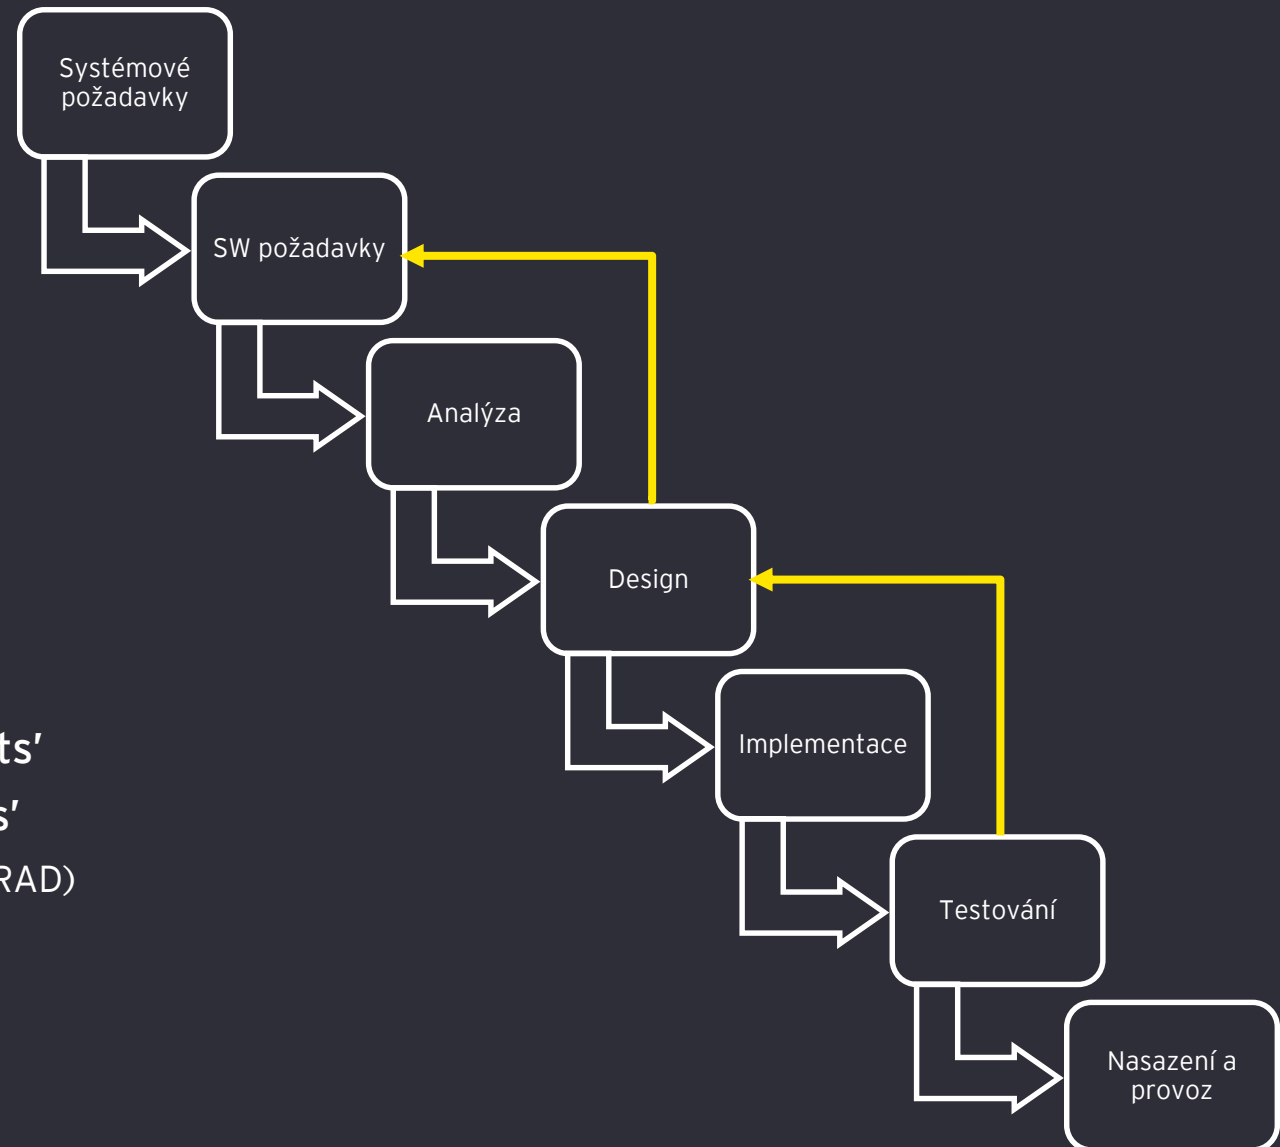 Systémové
požadavky
SW požadavky
Analýza
Design
Implementace
Testování
Nasazení a
provoz
ts’
s’
RAD)